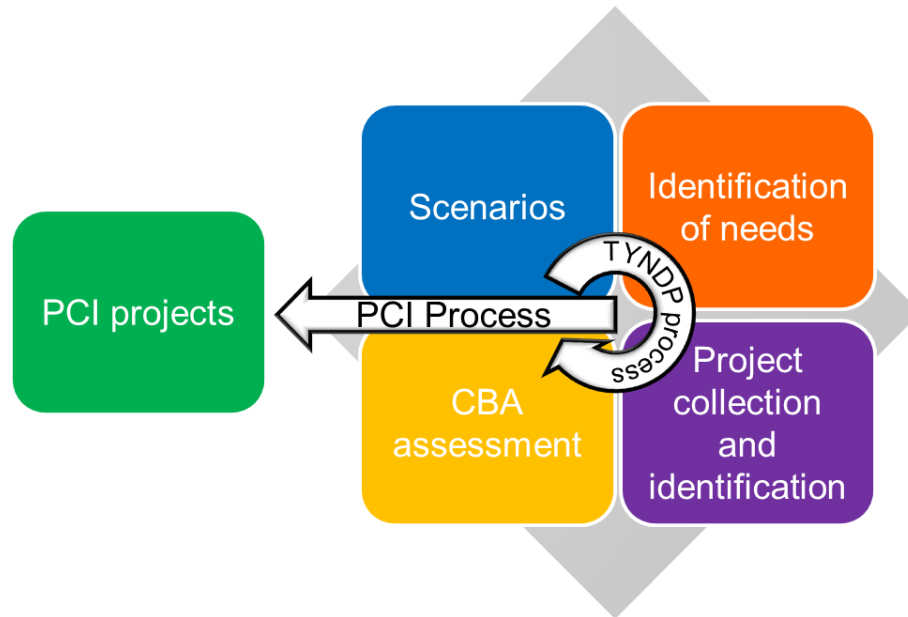 Scenarios
Identification
of needs
TYNDP process
PCI projects
PCI Process
CBA
assessment
Project
collection
and
identification